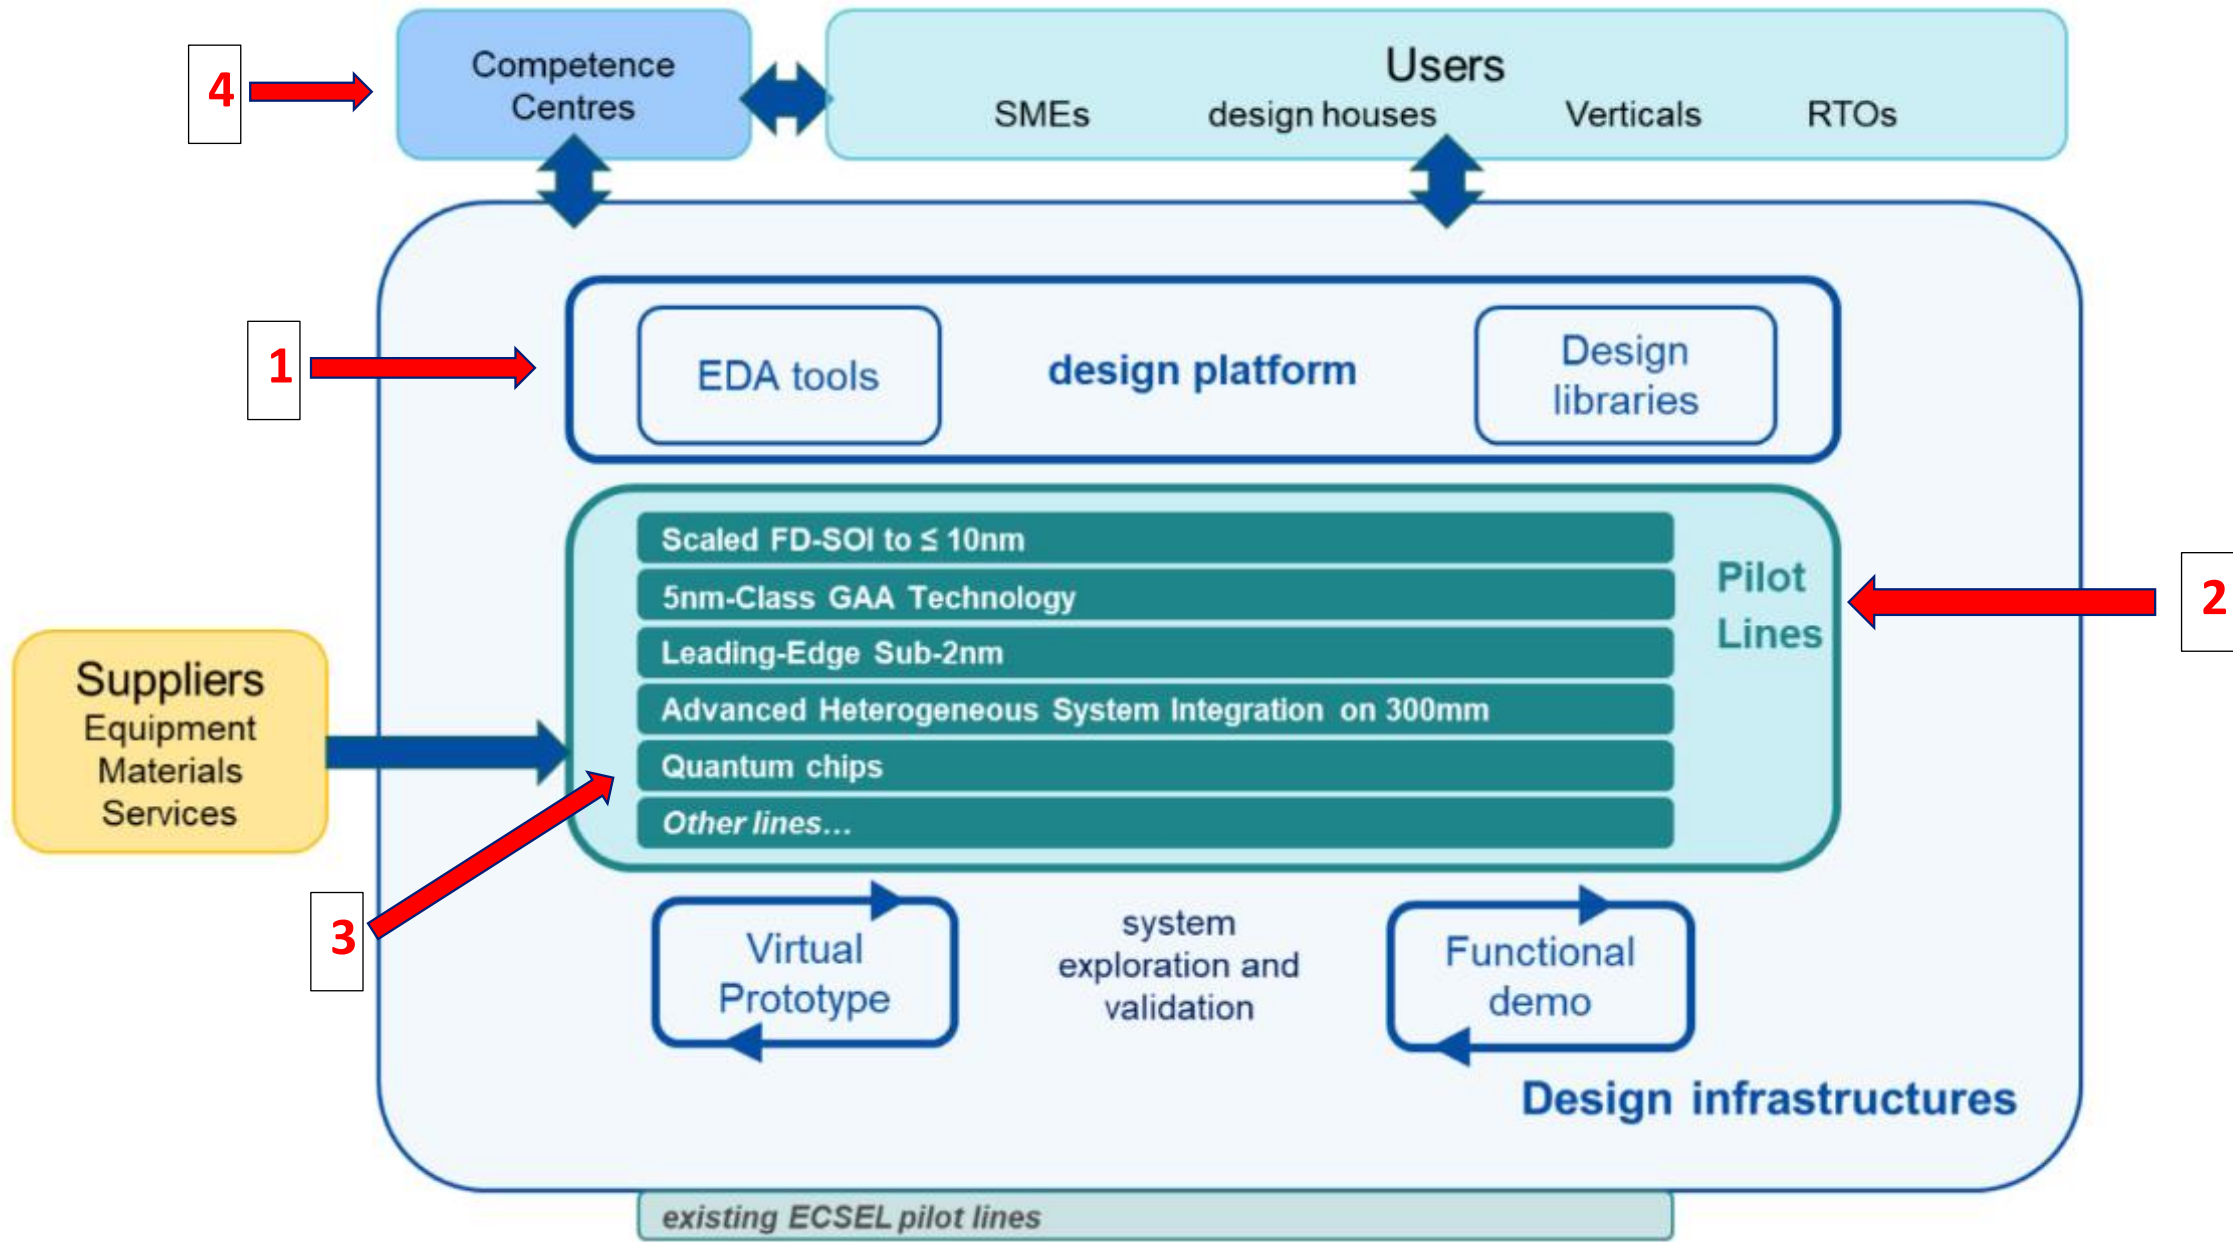 4
Competence
Centres
Users
SMEs design houses Verticals RTOs
1
EDA tools
design platform
Design
libraries
Scaled FD-SOI to ≤ 10nm
5nm-Class GAA Technology
Leading-Edge Sub-2nm
Advanced Heterogeneous System Integration on 300mm
Quantum chips
Other lines...
Pilot
Lines
2
Suppliers
Equipment
Materials
Services
3
Virtual
Prototype
system
exploration and
validation
Functional
demo
Design infrastructures
existing ECSEL pilot lines